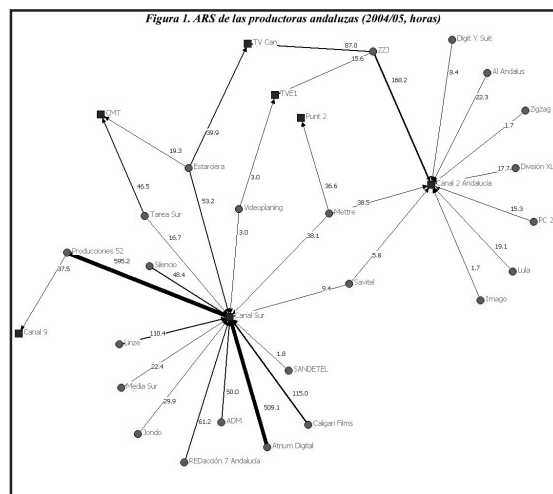 Figura 1. ARS de las productoras andaluzas (2004/05, horas)
TV Can
87.0
ZZJ
Digit Y Suit
15.6
8.4
Al Andalus
22.3
TVE1
168.2
Zigzag
1.7
CMT
Punt 2
39.9
19.3
Estarciera
17.7
División XL
Canal 2 Andalucía
46.5
3.0
36.6
53.2
38.5
15.3
PC 2
Tarea Sur
Videoplaning
Mettre
16.7
3.0
38.1
19.1
Producciones 52
595.2
5.8
Silencio
48.4
Lula
37.5
9.4
Savitel
1.7
Imago
Canal Sur
Canal 9
110.4
Linze
1.8
22.4
SANDETEL
Media Sur
29.9
50.0
115.0
509.1
61.2
ADM
Caligari Films
Jondo
Atrium Digital
REDacción 7 Andalucía